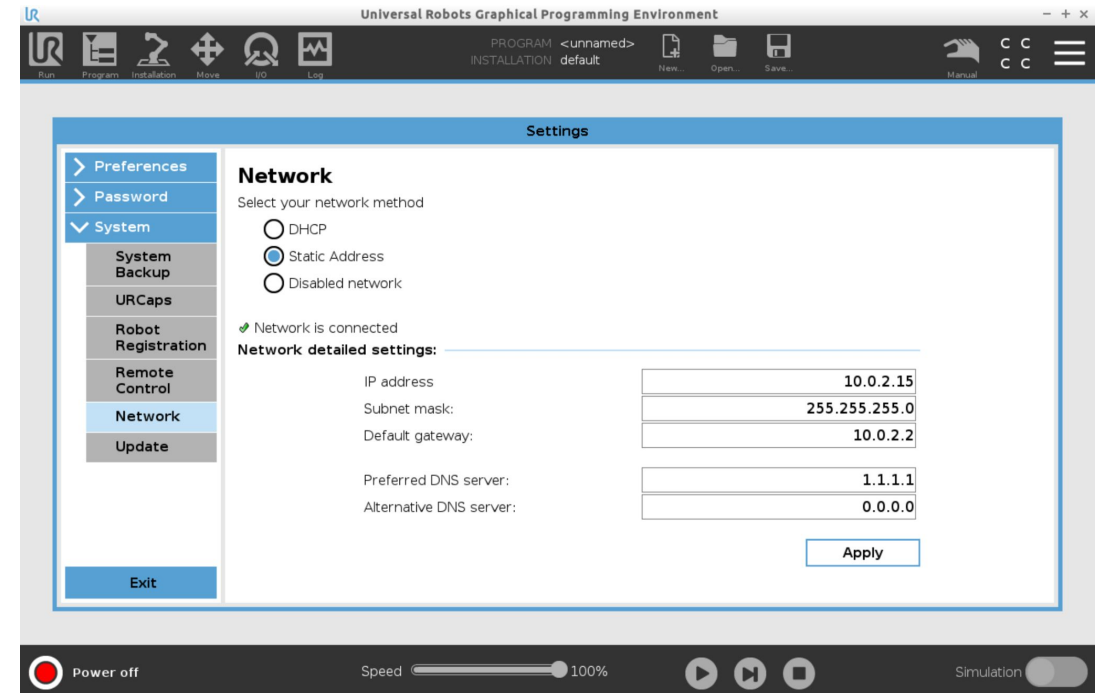 UR
Universal Robots Graphical Programming Environment
- + ×
UR
Run
Program
Installation
Move
I/O
Log
PROGRAM <unnamed>
INSTALLATION default
New...
Open...
Save...
Manual
C C
C C
Settings
Preferences
Password
System
System
Backup
URCaps
Robot
Registration
Remote
Control
Network
Update
Exit
Network
Select your network method
DHCP
Static Address
Disabled network
Network is connected
Network detailed settings:
IP address 10.0.2.15
Subnet mask: 255.255.255.0
Default gateway: 10.0.2.2
Preferred DNS server: 1.1.1.1
Alternative DNS server: 0.0.0.0
Apply
Power off
Speed 100%
Simulation